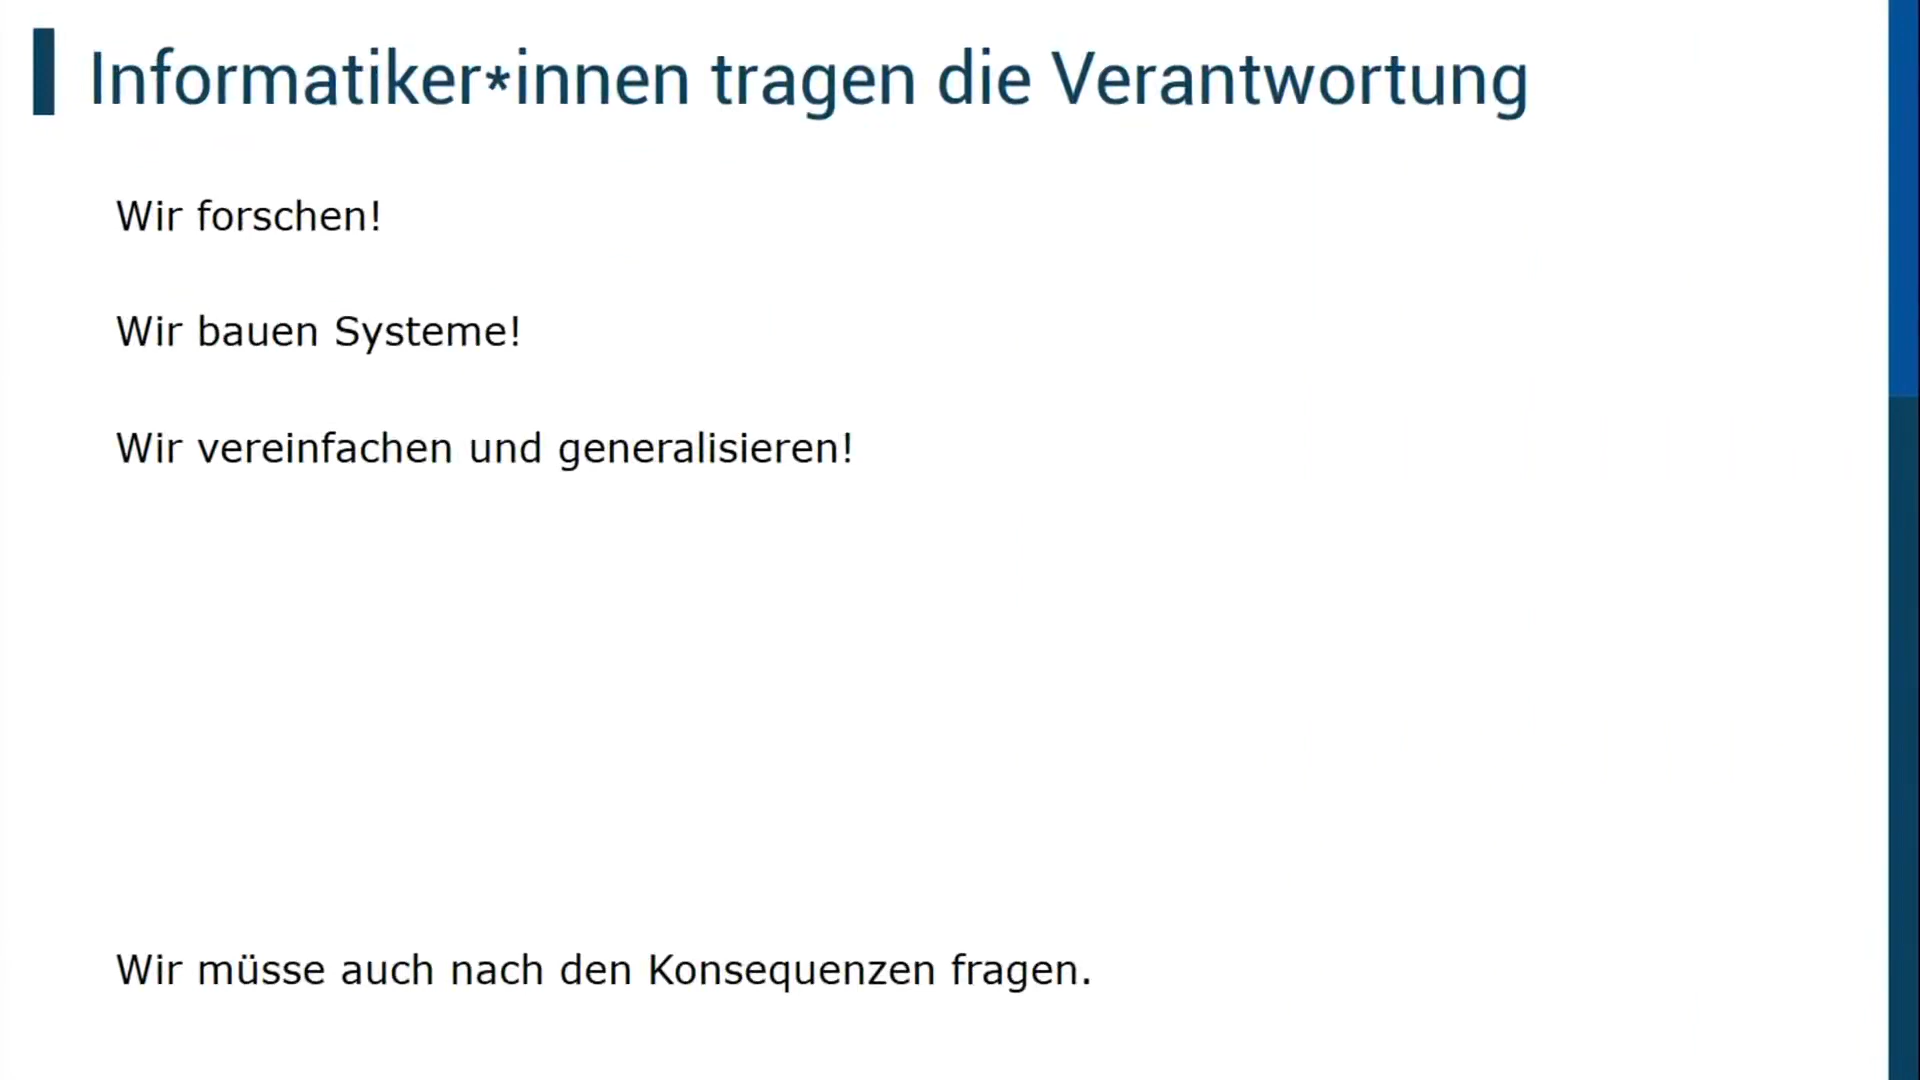 Informatiker*innen tragen die Verantwortung
Wir forschen!
Wir bauen Systeme!
Wir vereinfachen und generalisieren!
Wir müsse auch nach den Konsequenzen fragen.